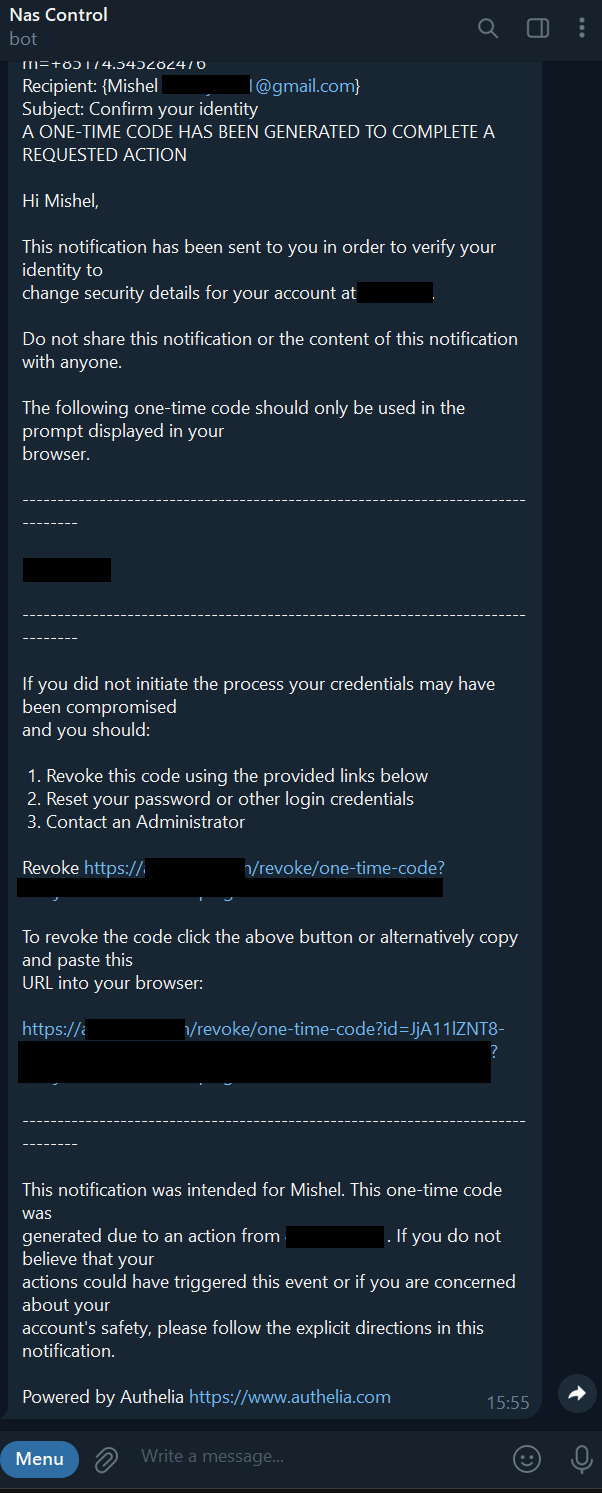 Nas Control
bot
m=+85174.345282476
Recipient: {Mishel @gmail.com}
Subject: Confirm your identity
A ONE-TIME CODE HAS BEEN GENERATED TO COMPLETE A
REQUESTED ACTION
Hi Mishel,
This notification has been sent to you in order to verify your
identity to
change security details for your account at .
Do not share this notification or the content of this notification
with anyone.
The following one-time code should only be used in the
prompt displayed in your
browser.
------------------------------------------------------------------------
--------
------------------------------------------------------------------------
--------
If you did not initiate the process your credentials may have
been compromised
and you should:
1. Revoke this code using the provided links below
2. Reset your password or other login credentials
3. Contact an Administrator
Revoke https:// /revoke/one-time-code?
To revoke the code click the above button or alternatively copy
and paste this
URL into your browser:
https:// /revoke/one-time-code?id=JjA11lZNT8-
?
------------------------------------------------------------------------
--------
This notification was intended for Mishel. This one-time code
was
generated due to an action from . If you do not
believe that your
actions could have triggered this event or if you are concerned
about your
account's safety, please follow the explicit directions in this
notification.
Powered by Authelia https://www.authelia.com
15:55
Menu
Write a message...